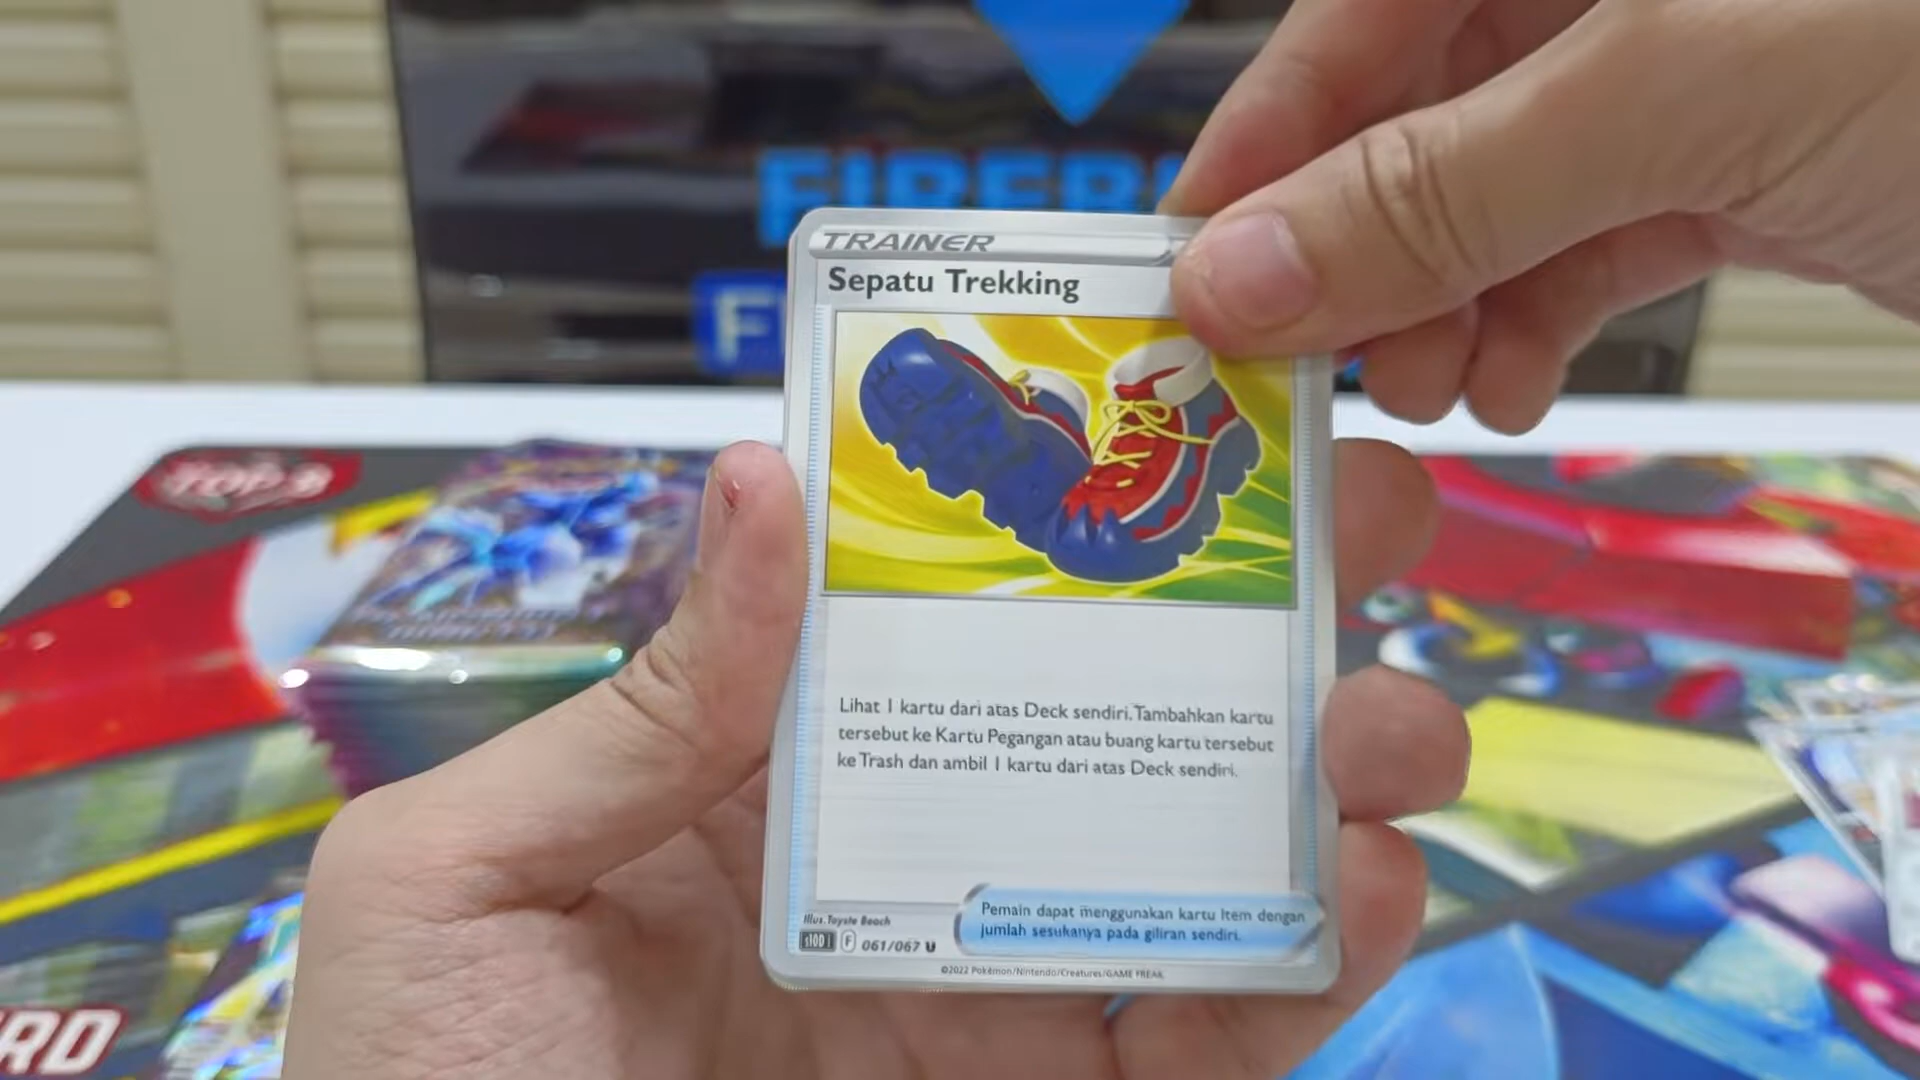 TRAINER
Sepatu Trekking
Lihat 1 kartu dari atas Deck sendiri. Tambahkan kartu
tersebut ke Kartu Pegangan atau buang kartu tersebut
ke Trash dan ambil 1 kartu dari atas Deck sendiri.
Pemain dapat menggunakan kartu Item dengan
jumlah sesukanya pada giliran sendiri.
Illus. Toyste Beach
s10D I F 061/067 U
©2022 Pokémon/Nintendo/Creatures/GAME FREAK
TOP 8